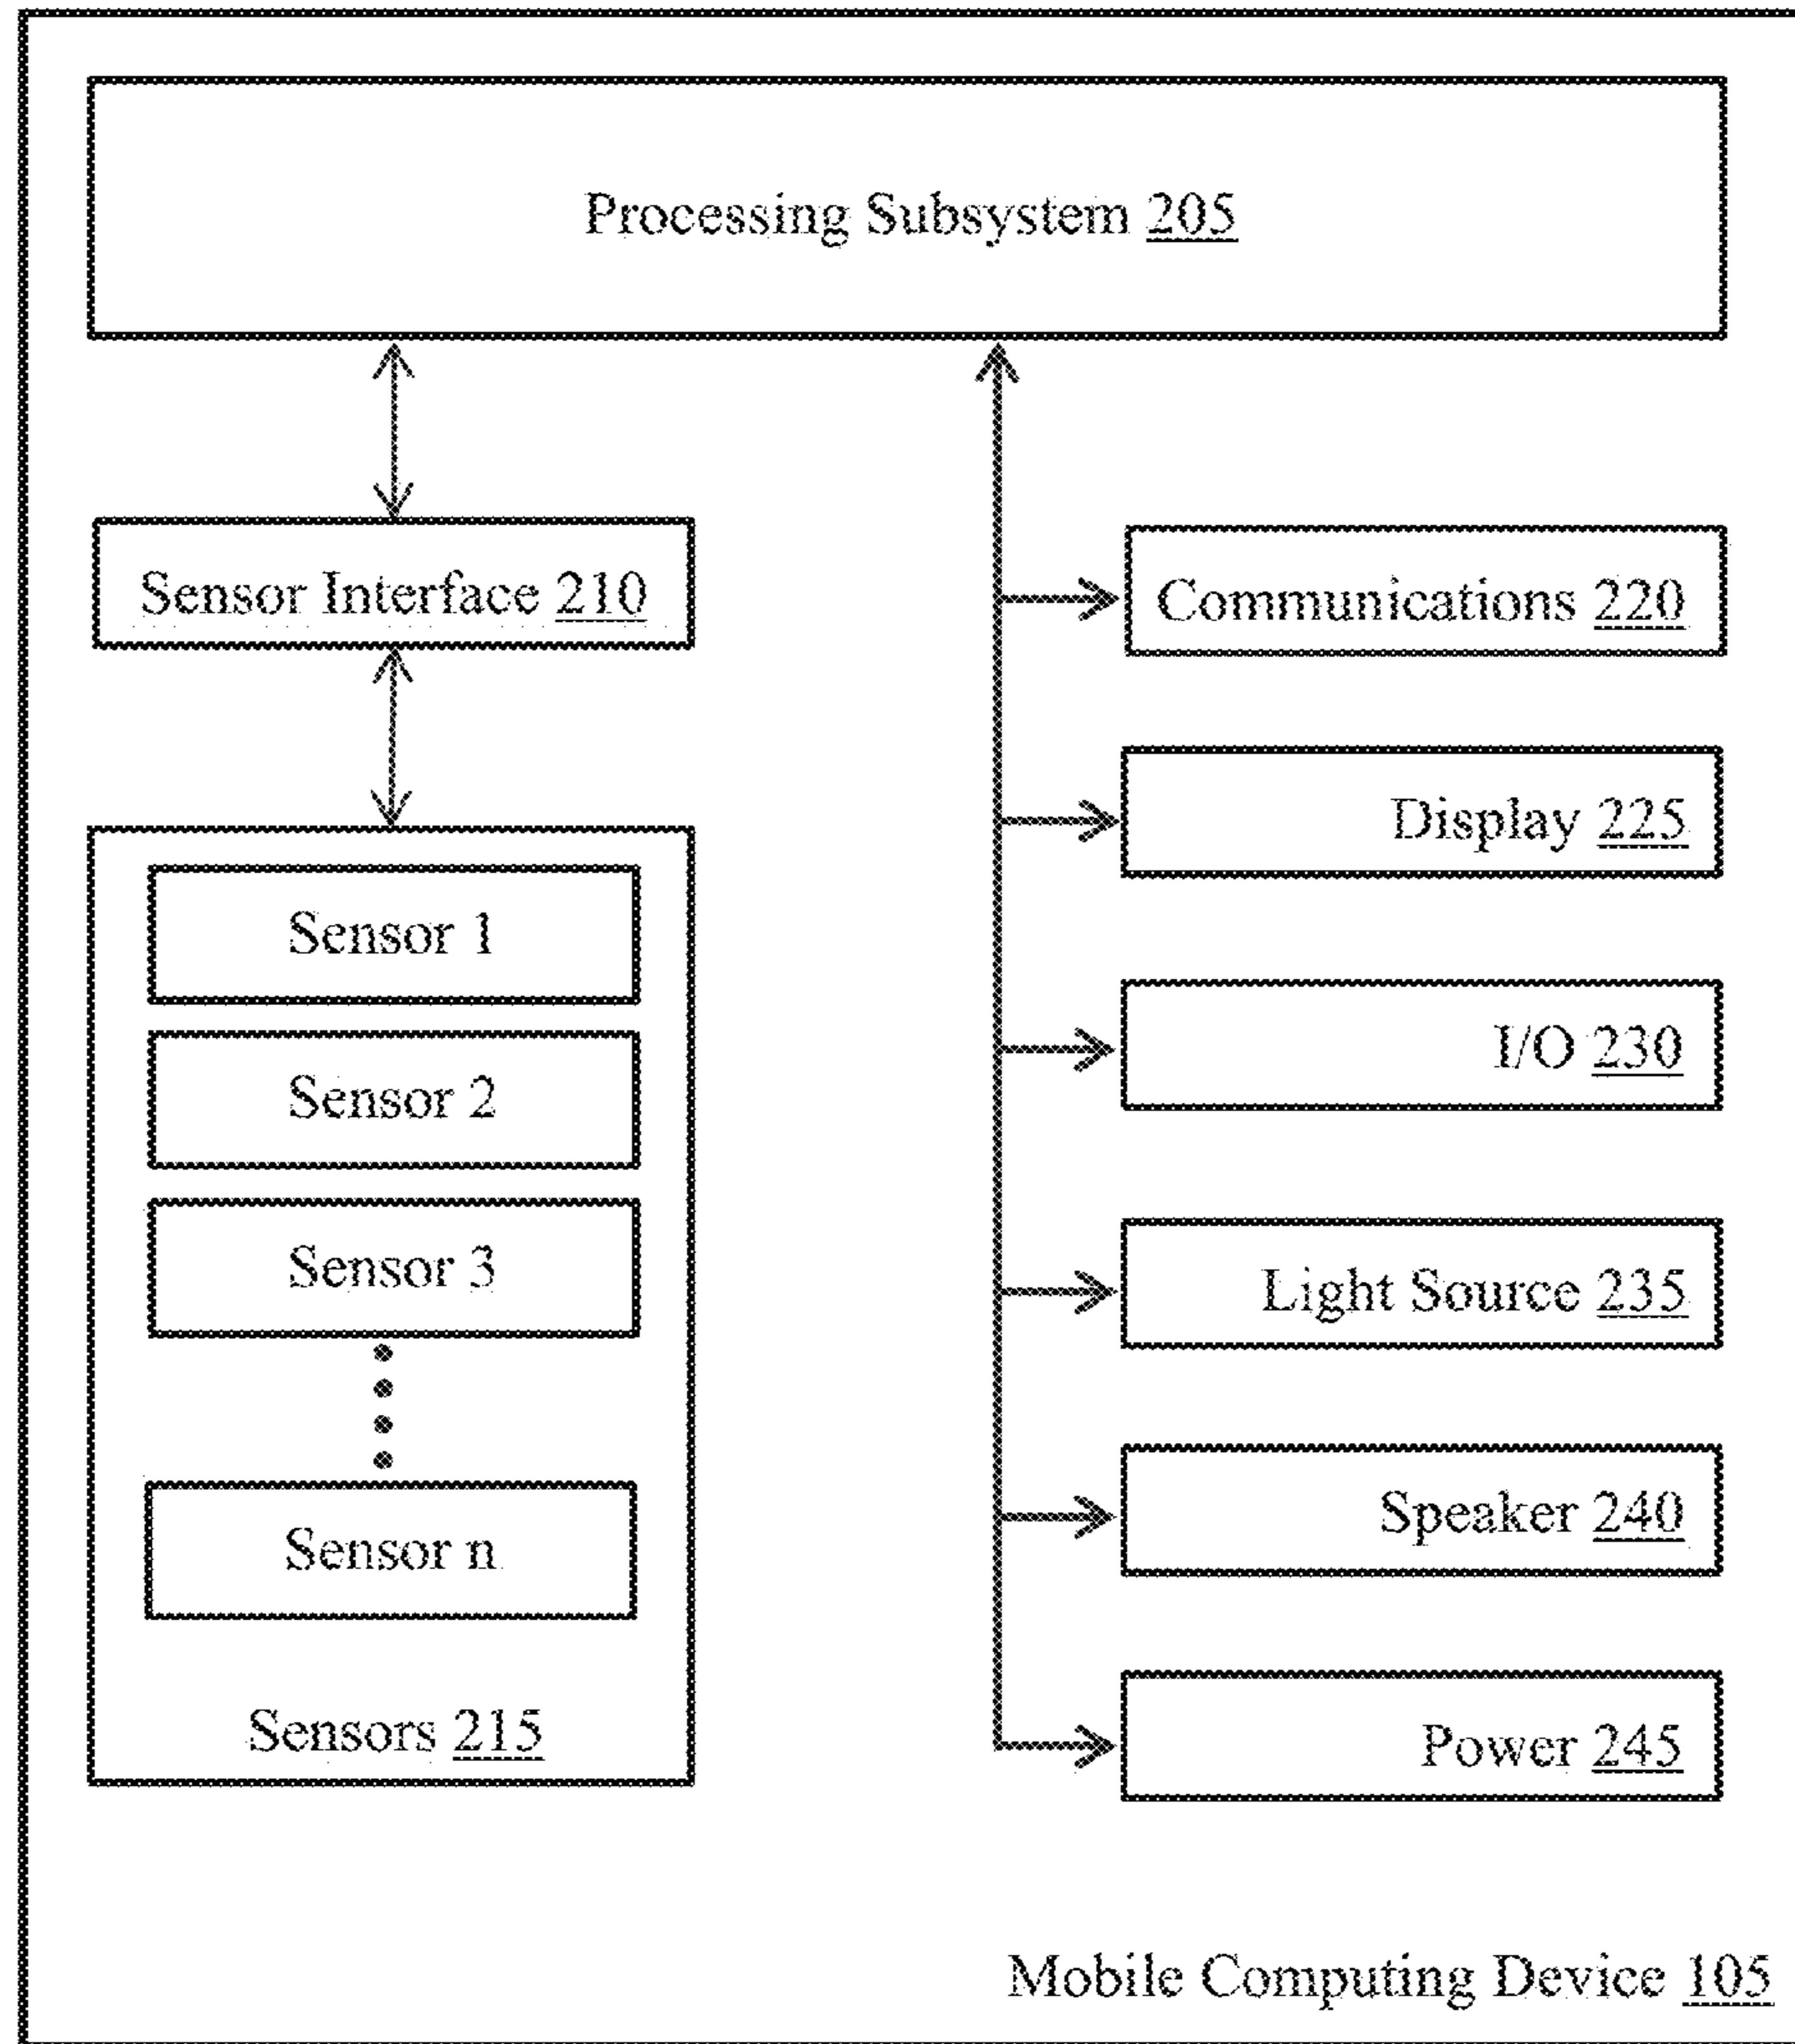 Processing Subsystem 205
Sensor Interface 210
Sensor 1
Sensor 2
Sensor 3
Sensor n
Sensors 215
Communications 220
Display 225
I/O 230
Light Source 235
Speaker 240
Power 245
Mobile Computing Device 105